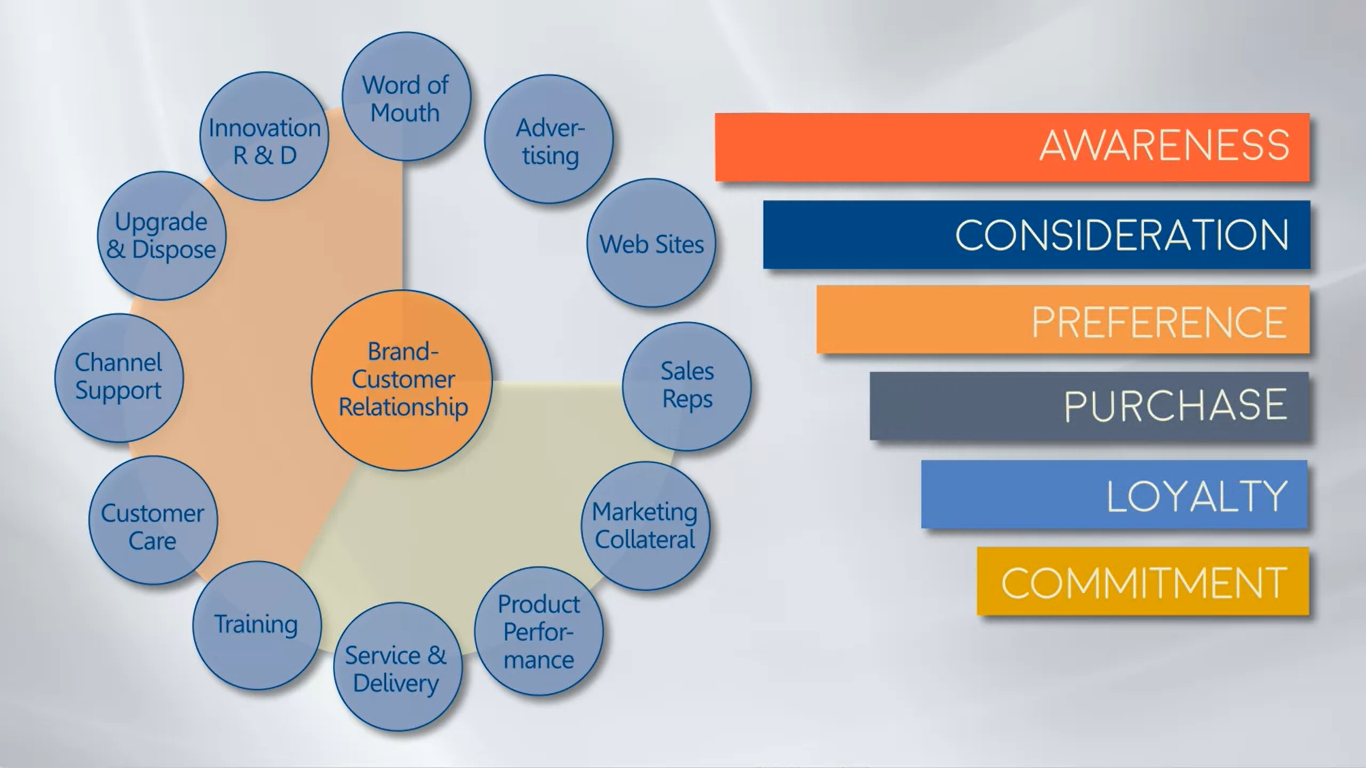 Word of
Mouth
Adver-
tising
Web Sites
Sales
Reps
Marketing
Collateral
Product
Perfor-
mance
Service &
Delivery
Training
Customer
Care
Channel
Support
Upgrade
& Dispose
Innovation
R & D
Brand-
Customer
Relationship
AWARENESS
CONSIDERATION
PREFERENCE
PURCHASE
LOYALTY
COMMITMENT